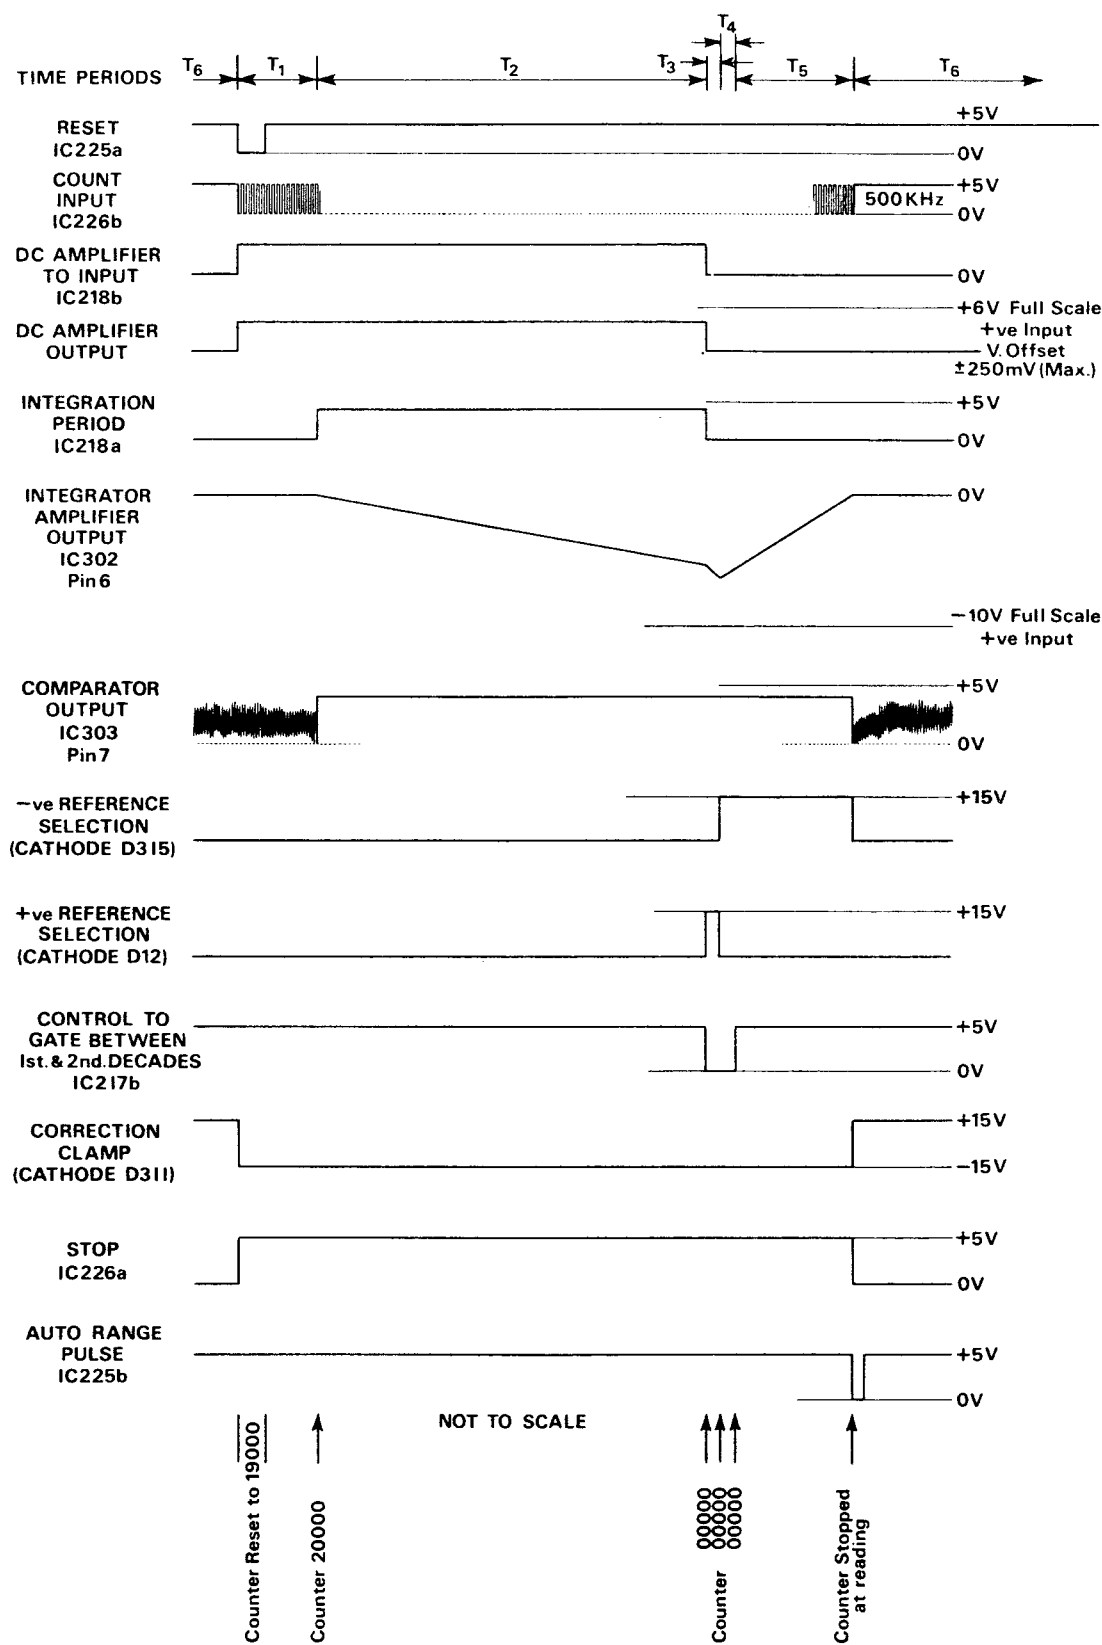 T4
TIME PERIODS T6 T1 T2 T3 T5 T6
RESET
IC225a
+5V
0V
COUNT
INPUT
IC226b
+5V
500KHz
0V
DC AMPLIFIER
TO INPUT
IC218b
0V
DC AMPLIFIER
OUTPUT
+6V Full Scale
+ve Input
V.Offset
±250mV(Max.)
INTEGRATION
PERIOD
IC218a
+5V
0V
INTEGRATOR
AMPLIFIER
OUTPUT
IC302
Pin6
0V
-10V Full Scale
+ve Input
COMPARATOR
OUTPUT
IC303
Pin7
+5V
0V
-ve REFERENCE
SELECTION
(CATHODE D315)
+15V
+ve REFERENCE
SELECTION
(CATHODE D12)
+15V
CONTROL TO
GATE BETWEEN
1st.&2nd.DECADES
IC217b
+5V
0V
CORRECTION
CLAMP
(CATHODE D311)
+15V
-15V
STOP
IC226a
+5V
0V
AUTO RANGE
PULSE
IC225b
+5V
0V
NOT TO SCALE
Counter Reset to 19000
Counter 20000
Counter
00000
00000
00000
Counter Stopped
at reading